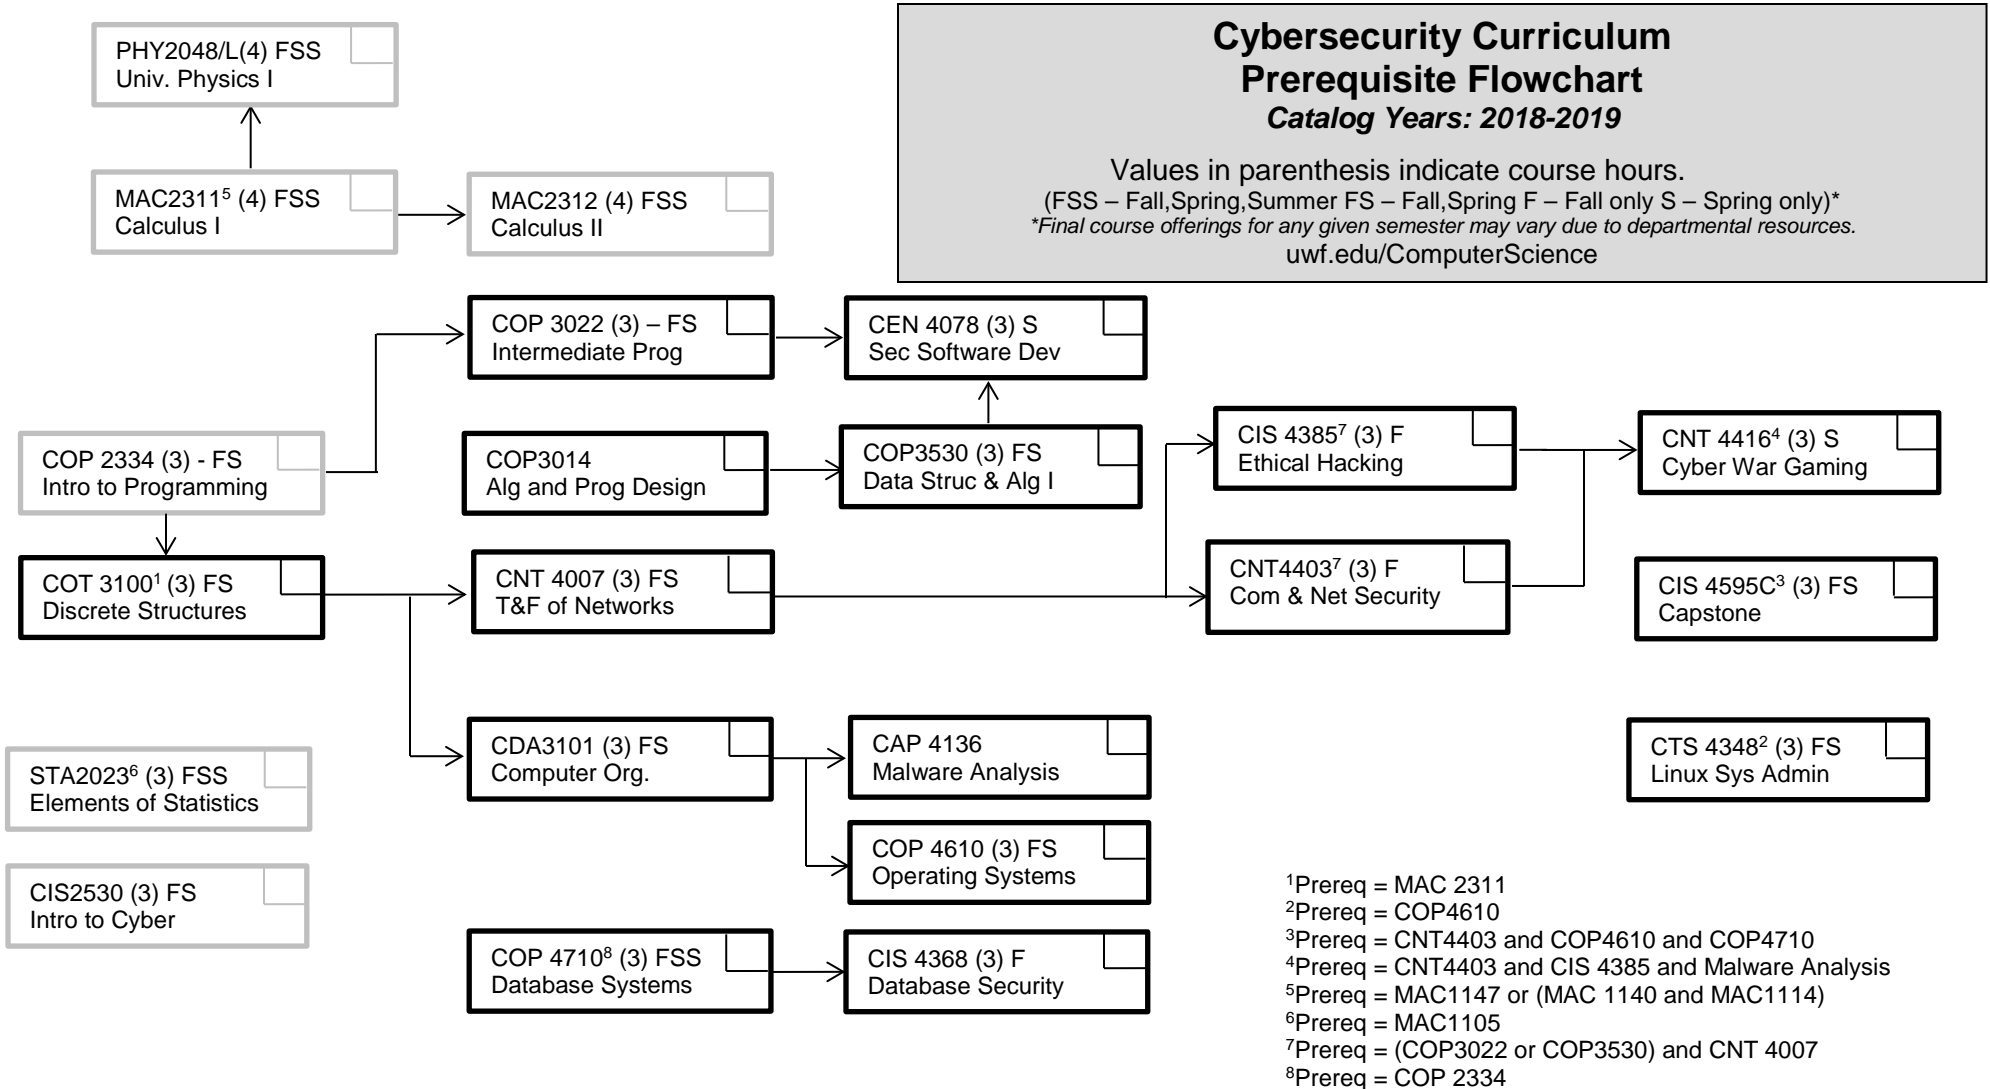 Cybersecurity Curriculum
Prerequisite Flowchart
Catalog Years: 2018-2019
Values in parenthesis indicate course hours.
(FSS – Fall,Spring,Summer FS – Fall,Spring F – Fall only S – Spring only)*
*Final course offerings for any given semester may vary due to departmental resources.
uwf.edu/ComputerScience
PHY2048/L(4) FSS
Univ. Physics I
MAC2311⁵ (4) FSS
Calculus I
MAC2312 (4) FSS
Calculus II
COP 3022 (3) – FS
Intermediate Prog
CEN 4078 (3) S
Sec Software Dev
COP 2334 (3) - FS
Intro to Programming
COP3014
Alg and Prog Design
COP3530 (3) FS
Data Struc & Alg I
CIS 4385⁷ (3) F
Ethical Hacking
CNT 4416⁴ (3) S
Cyber War Gaming
COT 3100¹ (3) FS
Discrete Structures
CNT 4007 (3) FS
T&F of Networks
CNT4403⁷ (3) F
Com & Net Security
CIS 4595C³ (3) FS
Capstone
CDA3101 (3) FS
Computer Org.
CAP 4136
Malware Analysis
CTS 4348² (3) FS
Linux Sys Admin
STA2023⁶ (3) FSS
Elements of Statistics
COP 4610 (3) FS
Operating Systems
CIS2530 (3) FS
Intro to Cyber
COP 4710⁸ (3) FSS
Database Systems
CIS 4368 (3) F
Database Security
¹Prereq = MAC 2311
²Prereq = COP4610
³Prereq = CNT4403 and COP4610 and COP4710
⁴Prereq = CNT4403 and CIS 4385 and Malware Analysis
⁵Prereq = MAC1147 or (MAC 1140 and MAC1114)
⁶Prereq = MAC1105
⁷Prereq = (COP3022 or COP3530) and CNT 4007
⁸Prereq = COP 2334